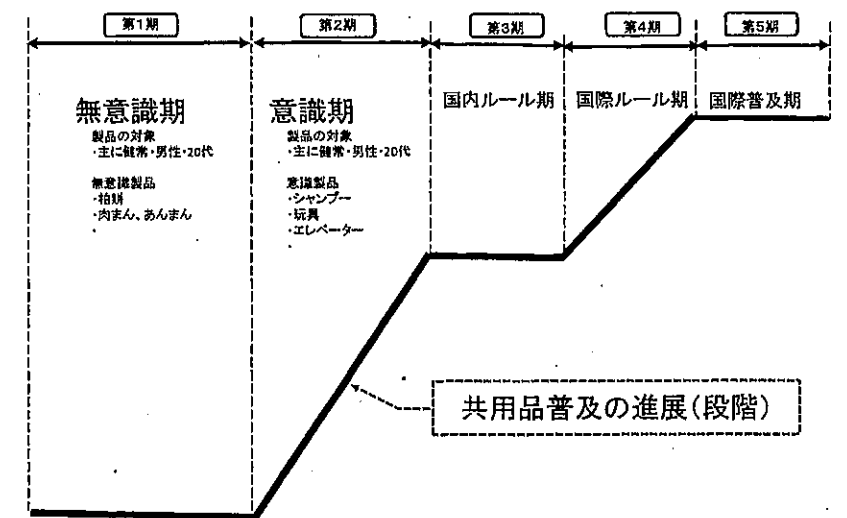 第1期
第2期
第3期
第4期
第5期
無意識期
製品の対象
・主に健常・男性・20代
無意識製品
・柏餅
・肉まん、あんまん
・
意識期
製品の対象
・主に健常・男性・20代
意識製品
・シャンプー
・玩具
・エレベーター
・
国内ルール期
国際ルール期
国際普及期
共用品普及の進展(段階)